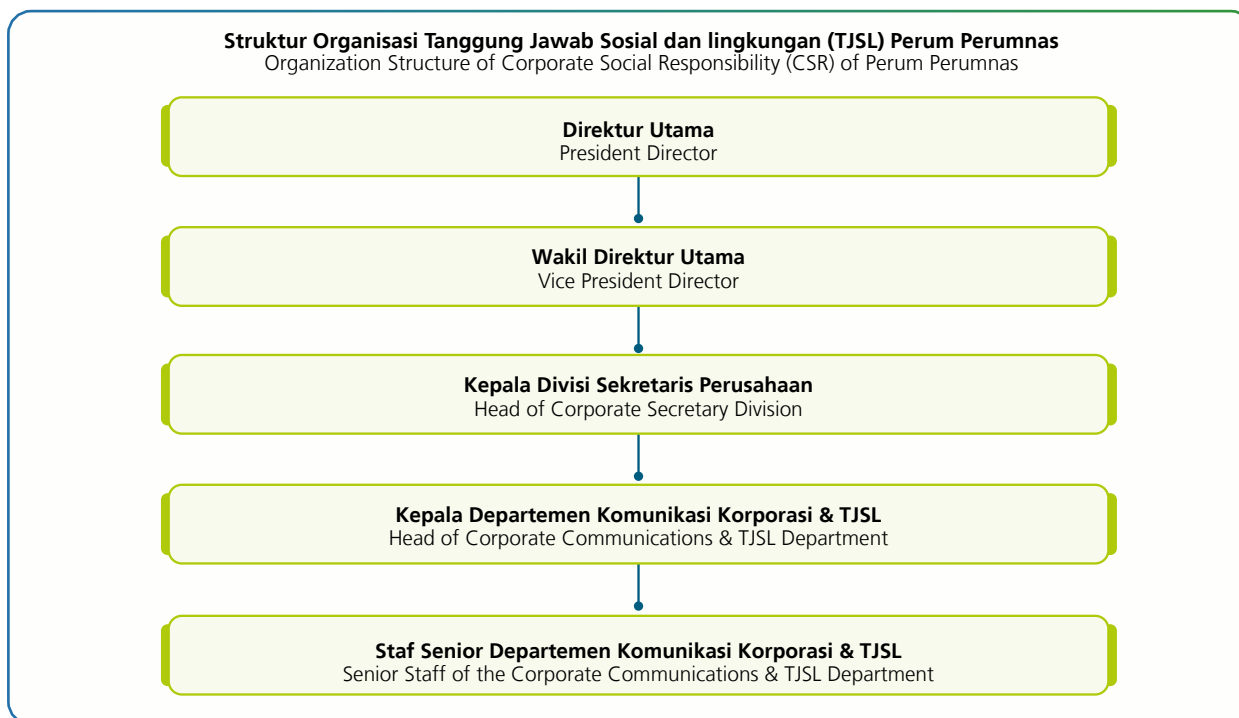 Struktur Organisasi Tanggung Jawab Sosial dan lingkungan (TJSL) Perum Perumnas
Organization Structure of Corporate Social Responsibility (CSR) of Perum Perumnas
Direktur Utama
President Director
Wakil Direktur Utama
Vice President Director
Kepala Divisi Sekretaris Perusahaan
Head of Corporate Secretary Division
Kepala Departemen Komunikasi Korporasi & TJSL
Head of Corporate Communications & TJSL Department
Staf Senior Departemen Komunikasi Korporasi & TJSL
Senior Staff of the Corporate Communications & TJSL Department